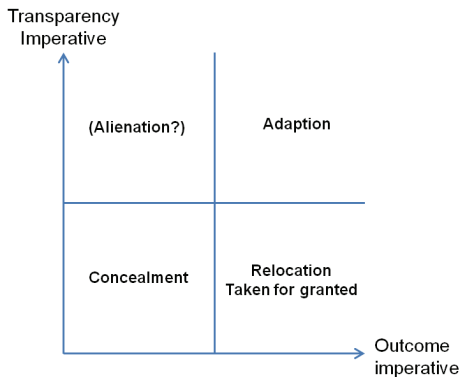 Transparency
Imperative
(Alienation?)
Adaption
Concealment
Relocation
Taken for granted
Outcome
imperative